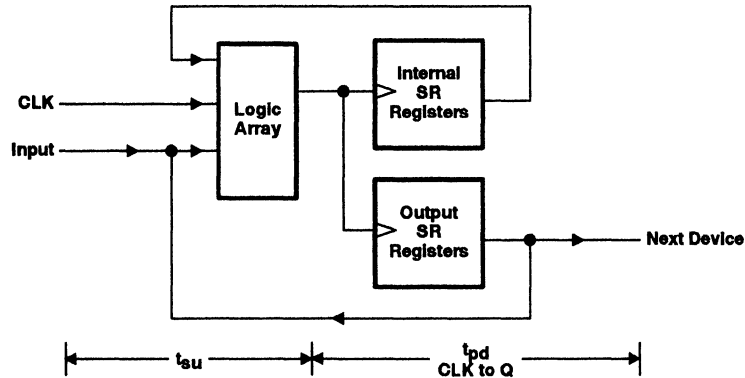 CLK
Input
Logic
Array
Internal
SR
Registers
Output
SR
Registers
Next Device
tsu
tpd
CLK to Q